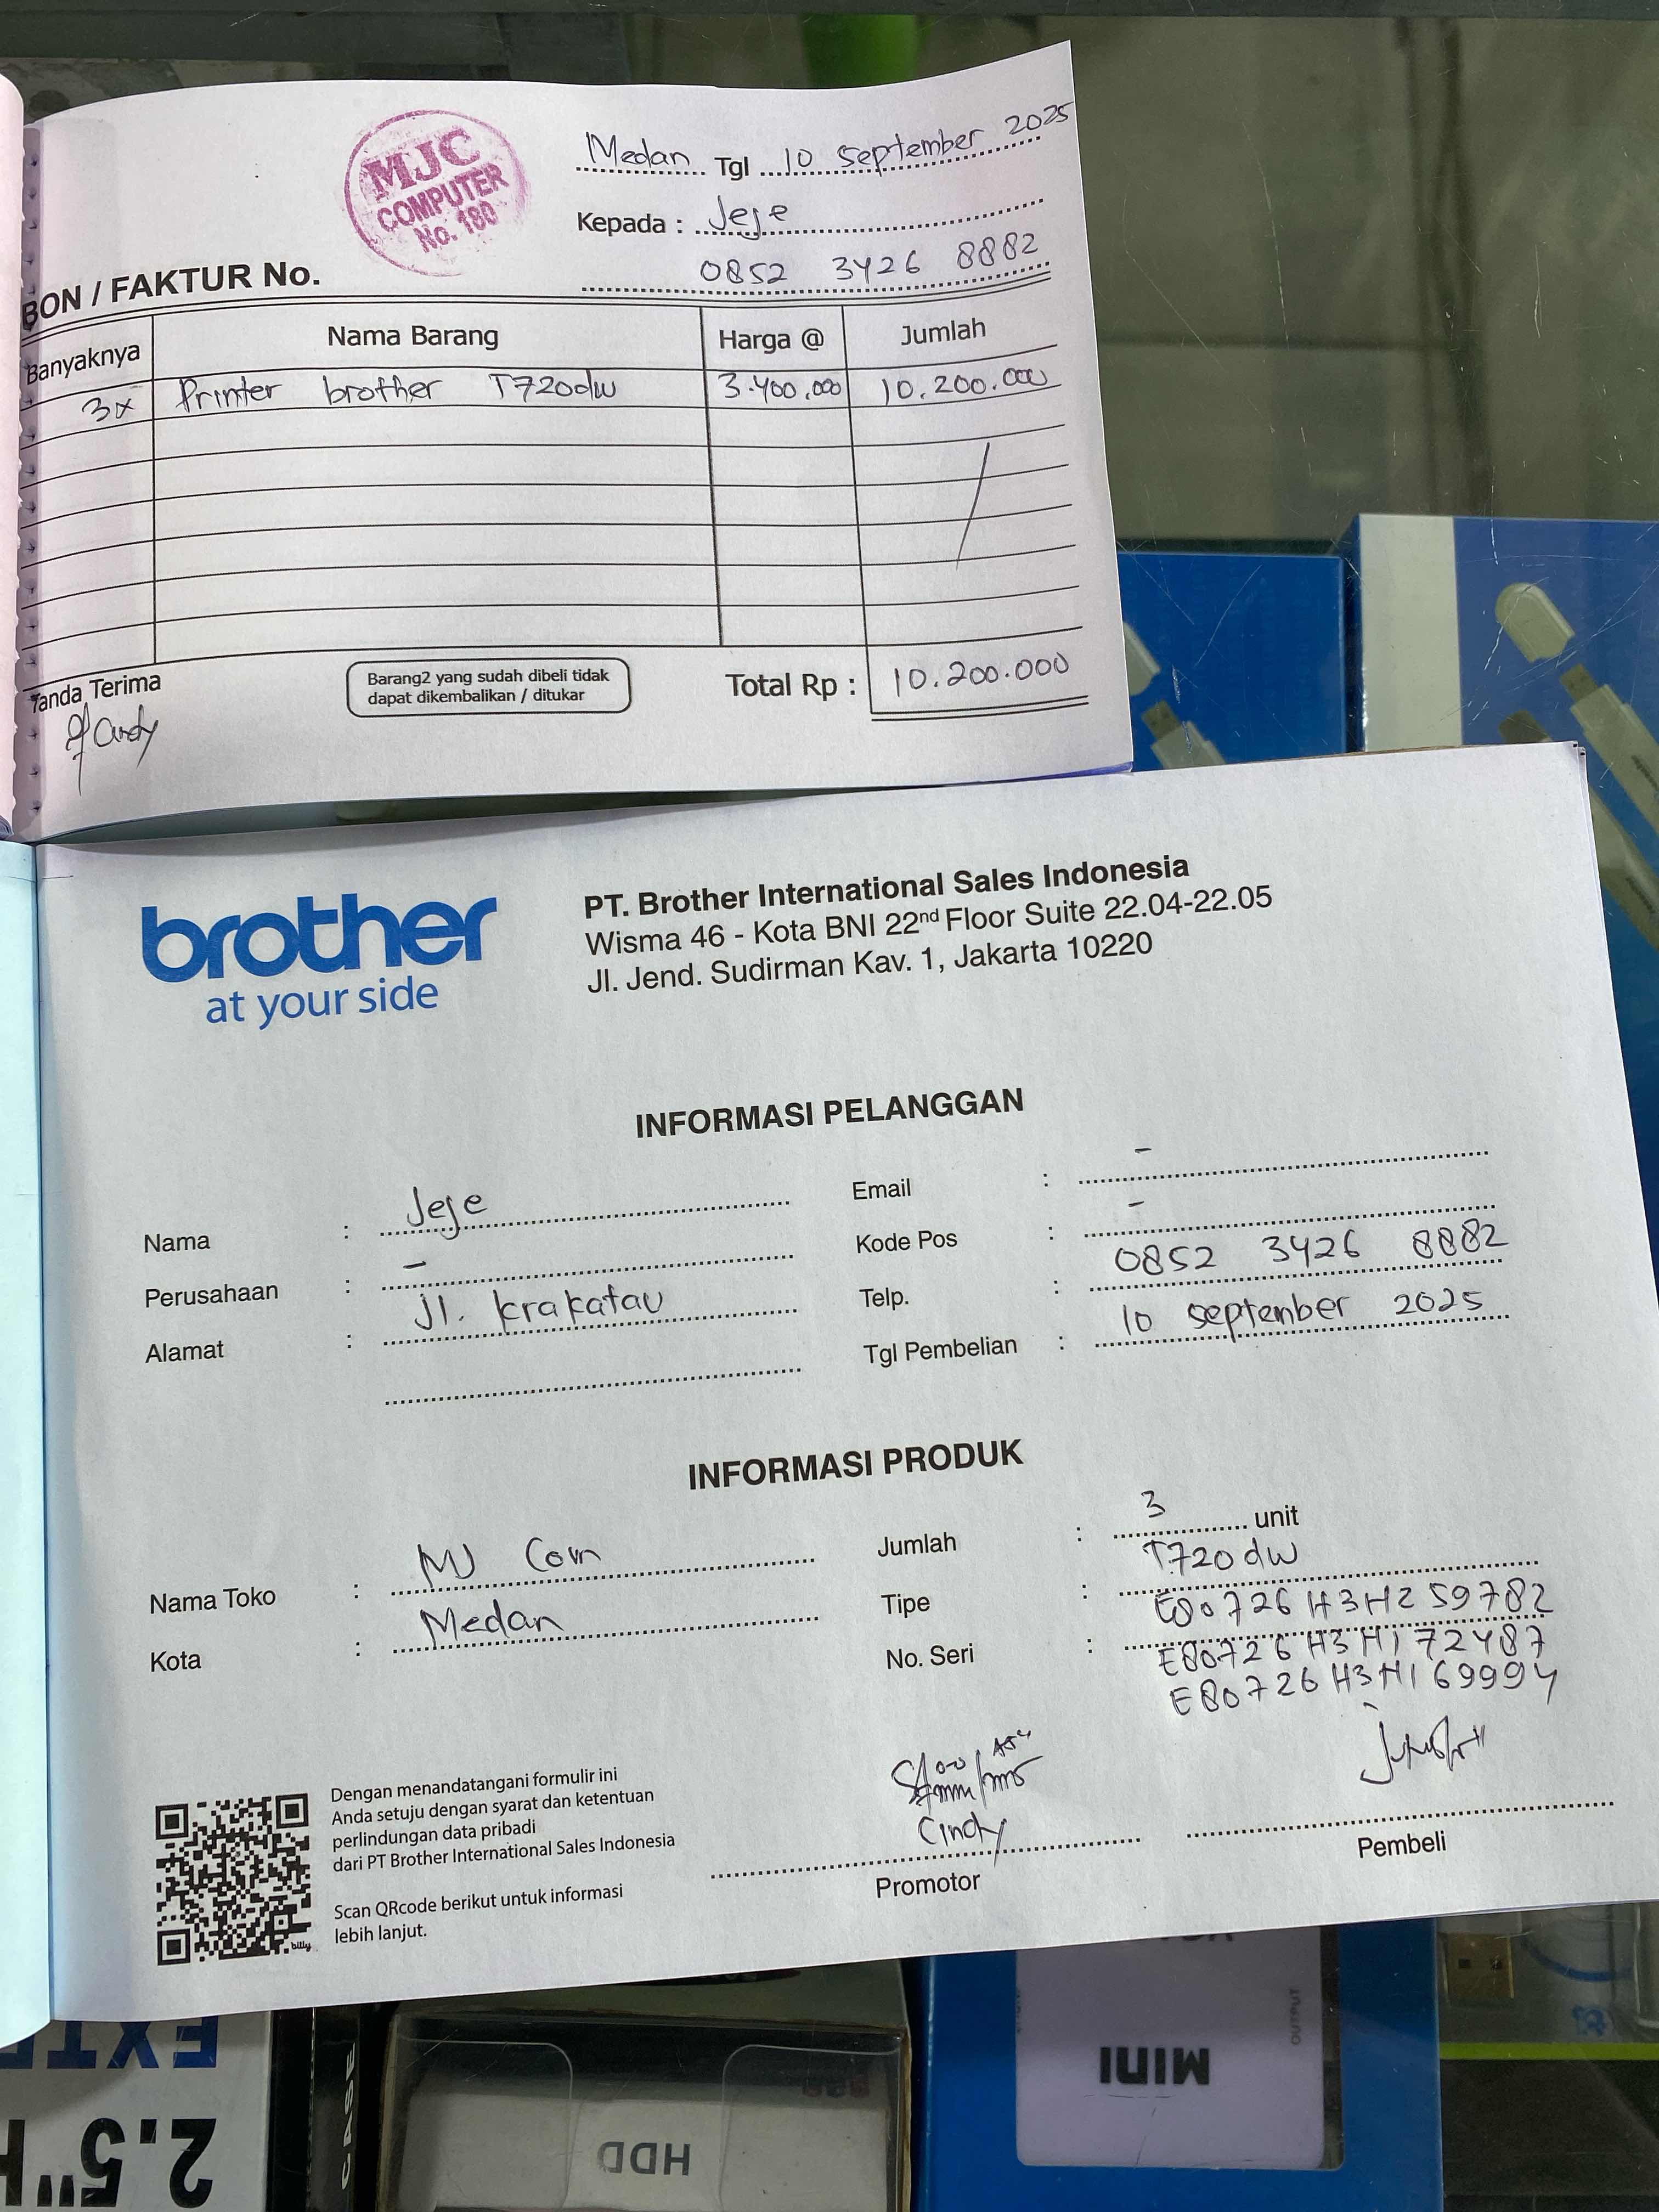 MJC
COMPUTER
No. 180
Medan Tgl 10 september 2025
Kepada : Jeje
0852 3426 8882
BON / FAKTUR No.
Banyaknya Nama Barang Harga @ Jumlah
3x Printer brother T720dw 3.400.000 10.200.000
Tanda Terima
Barang2 yang sudah dibeli tidak
dapat dikembalikan / ditukar
Total Rp : 10.200.000
brother
at your side
PT. Brother International Sales Indonesia
Wisma 46 - Kota BNI 22nd Floor Suite 22.04-22.05
Jl. Jend. Sudirman Kav. 1, Jakarta 10220
INFORMASI PELANGGAN
Nama : Jeje
Perusahaan : -
Alamat : Jl. krakatau
Email : -
Kode Pos : -
Telp. : 0852 3426 8882
Tgl Pembelian : 10 september 2025
INFORMASI PRODUK
Nama Toko : MJ Com
Kota : Medan
Jumlah : 3 unit
Tipe : T720dw
No. Seri : E80726H3H259782
E80726H3H172487
E80726H3H169994
Dengan menandatangani formulir ini
Anda setuju dengan syarat dan ketentuan
perlindungan data pribadi
dari PT Brother International Sales Indonesia
Scan QRcode berikut untuk informasi
lebih lanjut.
billy
Cindy
Promotor
Pembeli
EXTE
2.5" H
CASE
HDD
MINI
OUTPUT